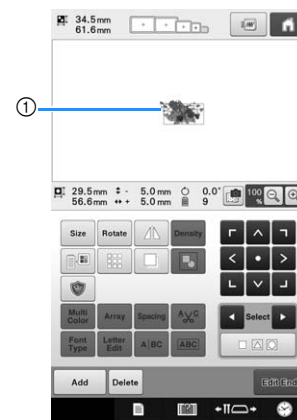 34.5mm
61.6mm
①
29.5mm - 5.0mm 0.0°
56.6mm + 5.0mm 9
100
%
Size Rotate Density
Multi Color Array Spacing
Font Type Letter Edit A BC ABC
Select
Add Delete Edit End